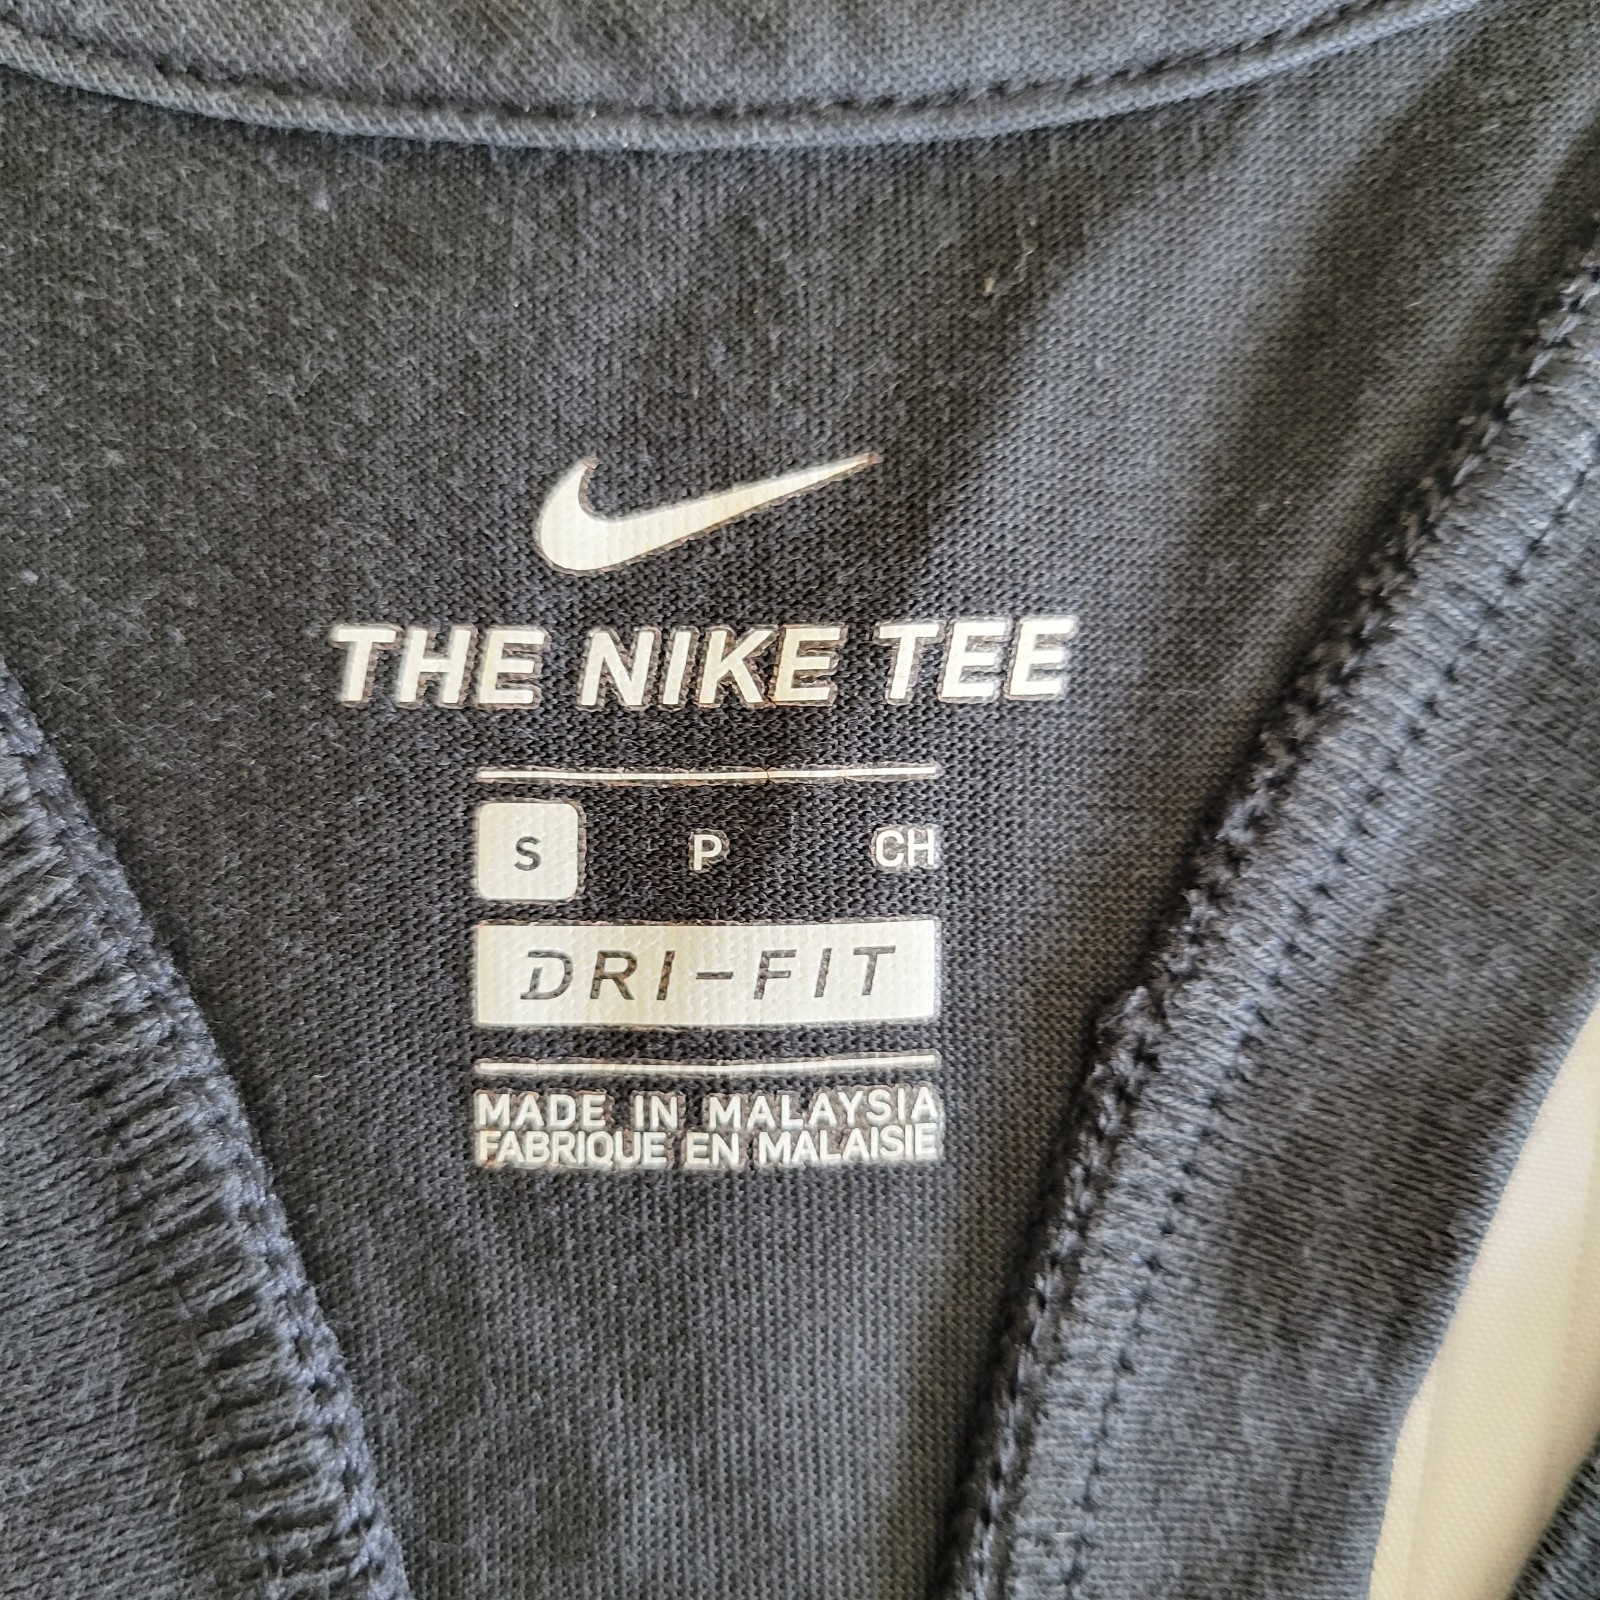 THE NIKE TEE
S P CH
DRI-FIT
MADE IN MALAYSIA
FABRIQUE EN MALAISIE